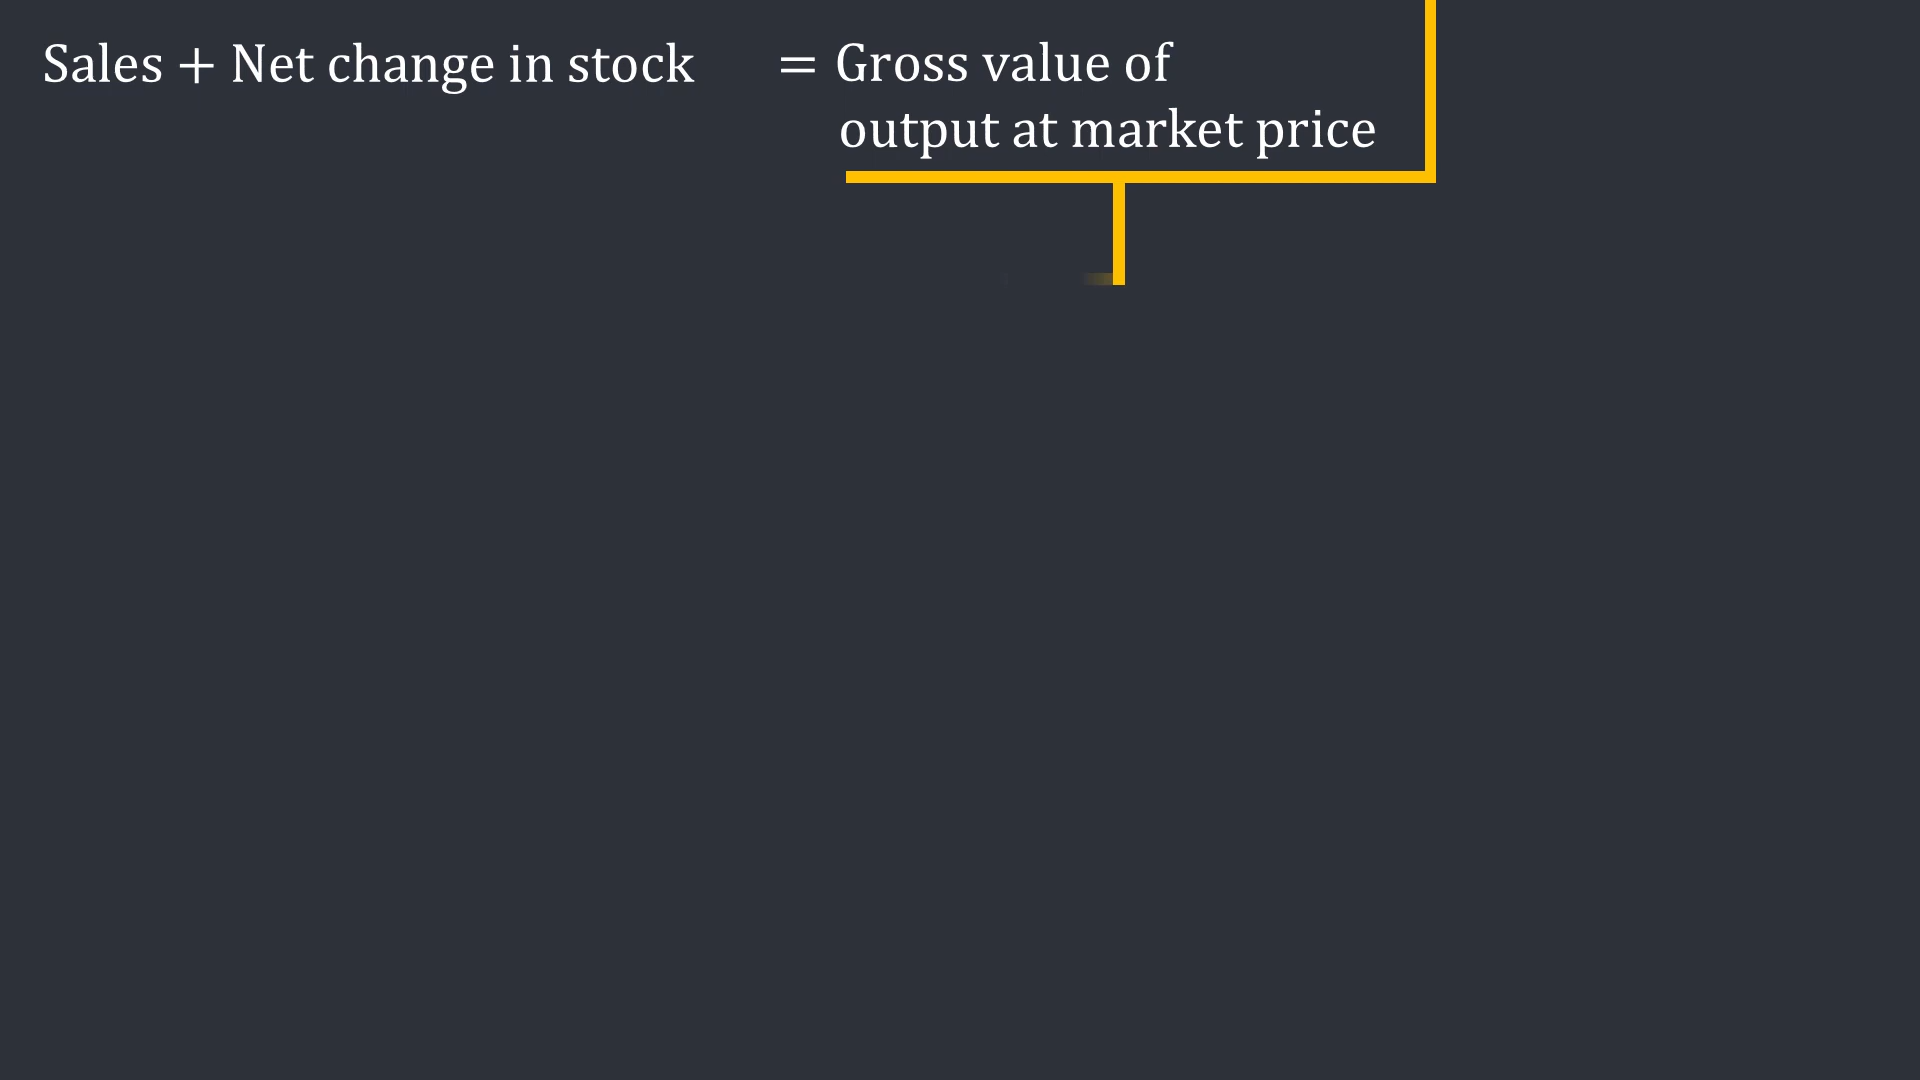 Sales + Net change in stock = Gross value of
output at market price